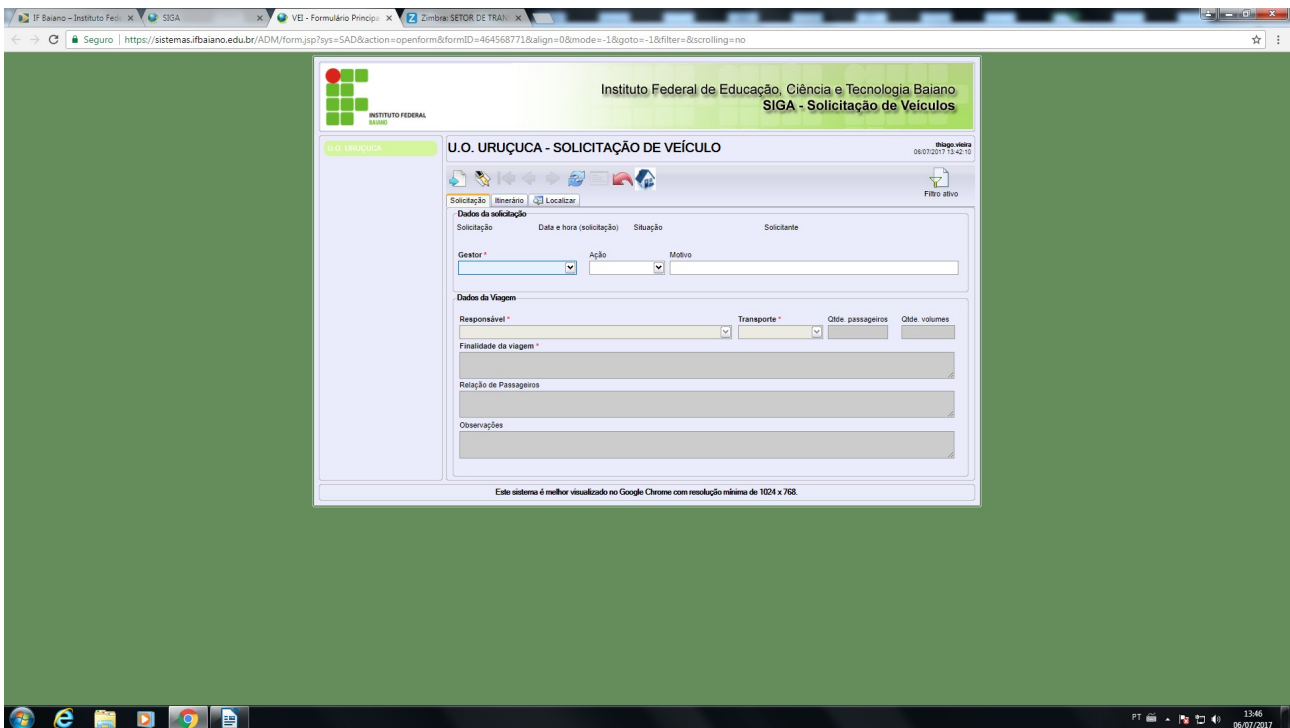 IF Baiano – Instituto Fede
SIGA
VEI - Formulário Principa
Zimbra: SETOR DE TRAN
Seguro | https://sistemas.ifbaiano.edu.br/ADM/form.jsp?sys=SAD&action=openform&formID=464568771&align=0&mode=-1&goto=-1&filter=&scrolling=no
INSTITUTO FEDERAL
BAIANO
Instituto Federal de Educação, Ciência e Tecnologia Baiano
SIGA - Solicitação de Veículos
U.O. URUÇUCA
U.O. URUÇUCA - SOLICITAÇÃO DE VEÍCULO
thiago.vieira
06/07/2017 13:42:10
Filtro ativo
Solicitação Itinerário Localizar
Dados da solicitação
Solicitação Data e hora (solicitação) Situação Solicitante
Gestor * Ação Motivo
Dados da Viagem
Responsável * Transporte * Qtde. passageiros Qtde. volumes
Finalidade da viagem *
Relação de Passageiros
Observações
Este sistema é melhor visualizado no Google Chrome com resolução mínima de 1024 x 768.
PT
13:46
06/07/2017